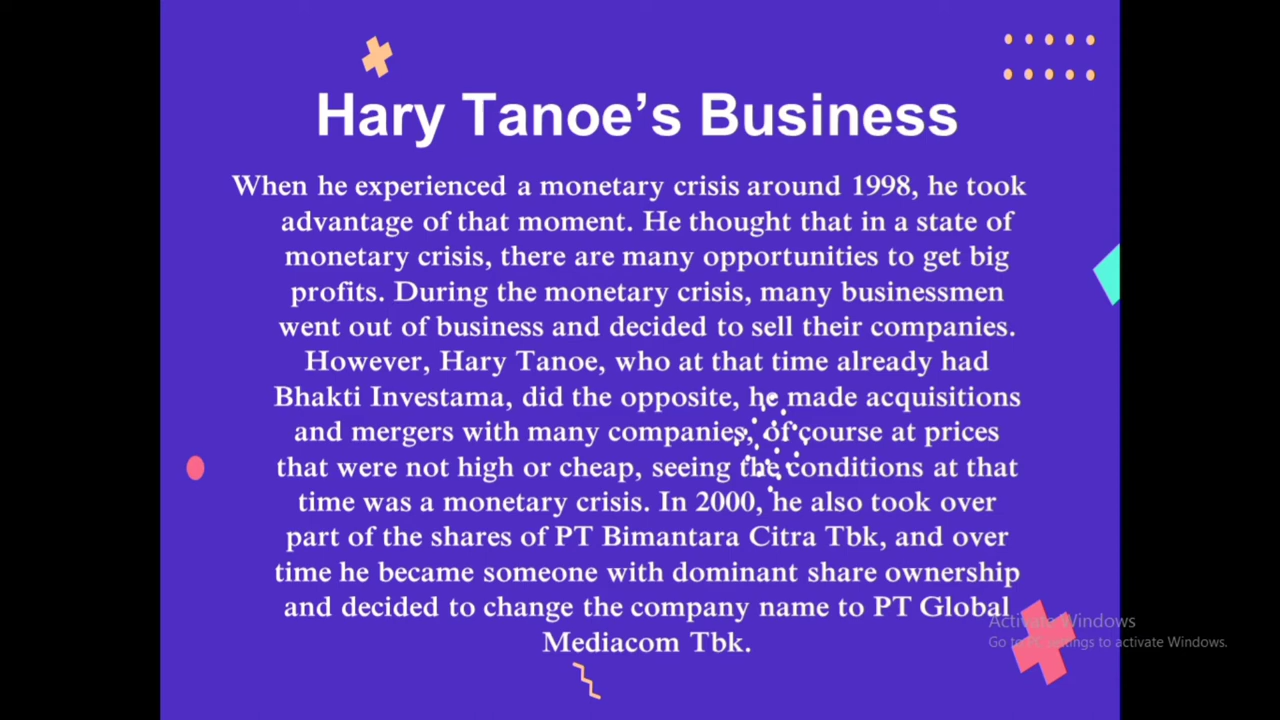 Hary Tanoe's Business
When he experienced a monetary crisis around 1998, he took
advantage of that moment. He thought that in a state of
monetary crisis, there are many opportunities to get big
profits. During the monetary crisis, many businessmen
went out of business and decided to sell their companies.
However, Hary Tanoe, who at that time already had
Bhakti Investama, did the opposite, he made acquisitions
and mergers with many companies, of course at prices
that were not high or cheap, seeing the conditions at that
time was a monetary crisis. In 2000, he also took over
part of the shares of PT Bimantara Citra Tbk, and over
time he became someone with dominant share ownership
and decided to change the company name to PT Global
Mediacom Tbk.
Activate Windows
Go to PC settings to activate Windows.